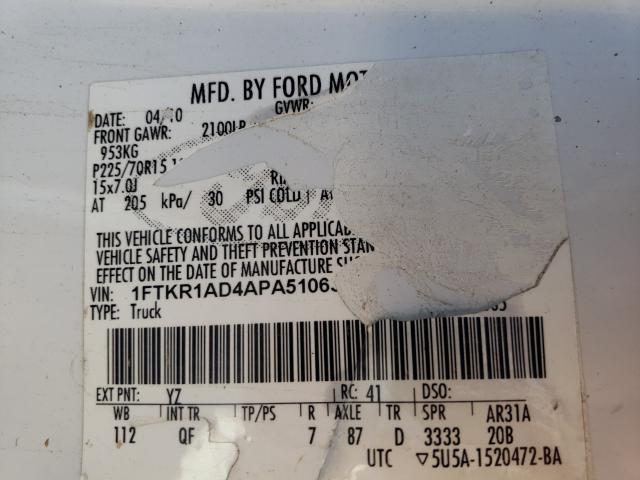 MFD. BY FORD MOT
DATE: 04/10 GVWR:
FRONT GAWR: 2100LB
953KG
P225/70R15
15x7.0J
AT 205 kPa/ 30 PSI COLD
THIS VEHICLE CONFORMS TO ALL APPLICAB
VEHICLE SAFETY AND THEFT PREVENTION STAN
EFFECT ON THE DATE OF MANUFACTURE
VIN: 1FTKR1AD4APA5106
TYPE: Truck
EXT PNT: YZ RC: 41 DSO:
WB INT TR TP/PS R AXLE TR SPR AR31A
112 QF 7 87 D 3333 20B
UTC ▽5U5A-1520472-BA